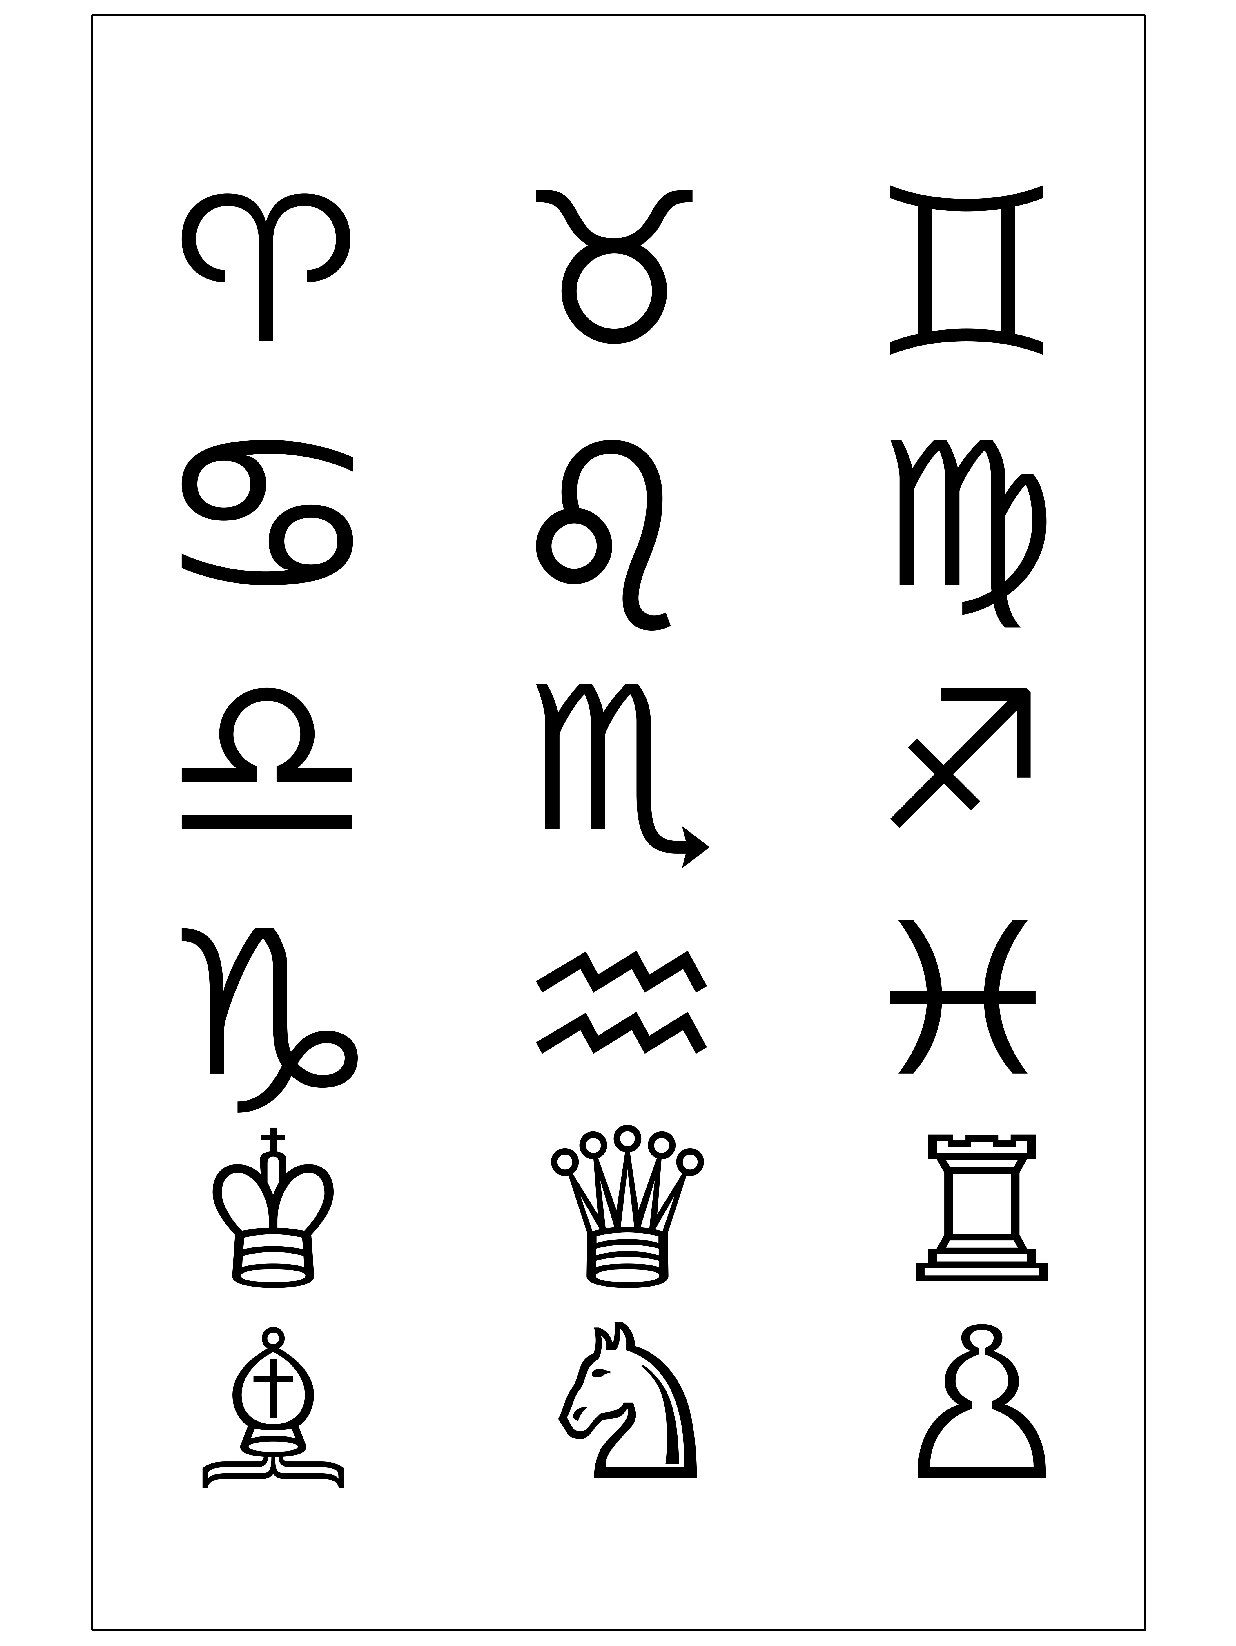 ♈ ♉ ♊
♋ ♌ ♍
♎ ♏ ♐
♑ ♒ ♓
♔ ♕ ♖
♗ ♘ ♙